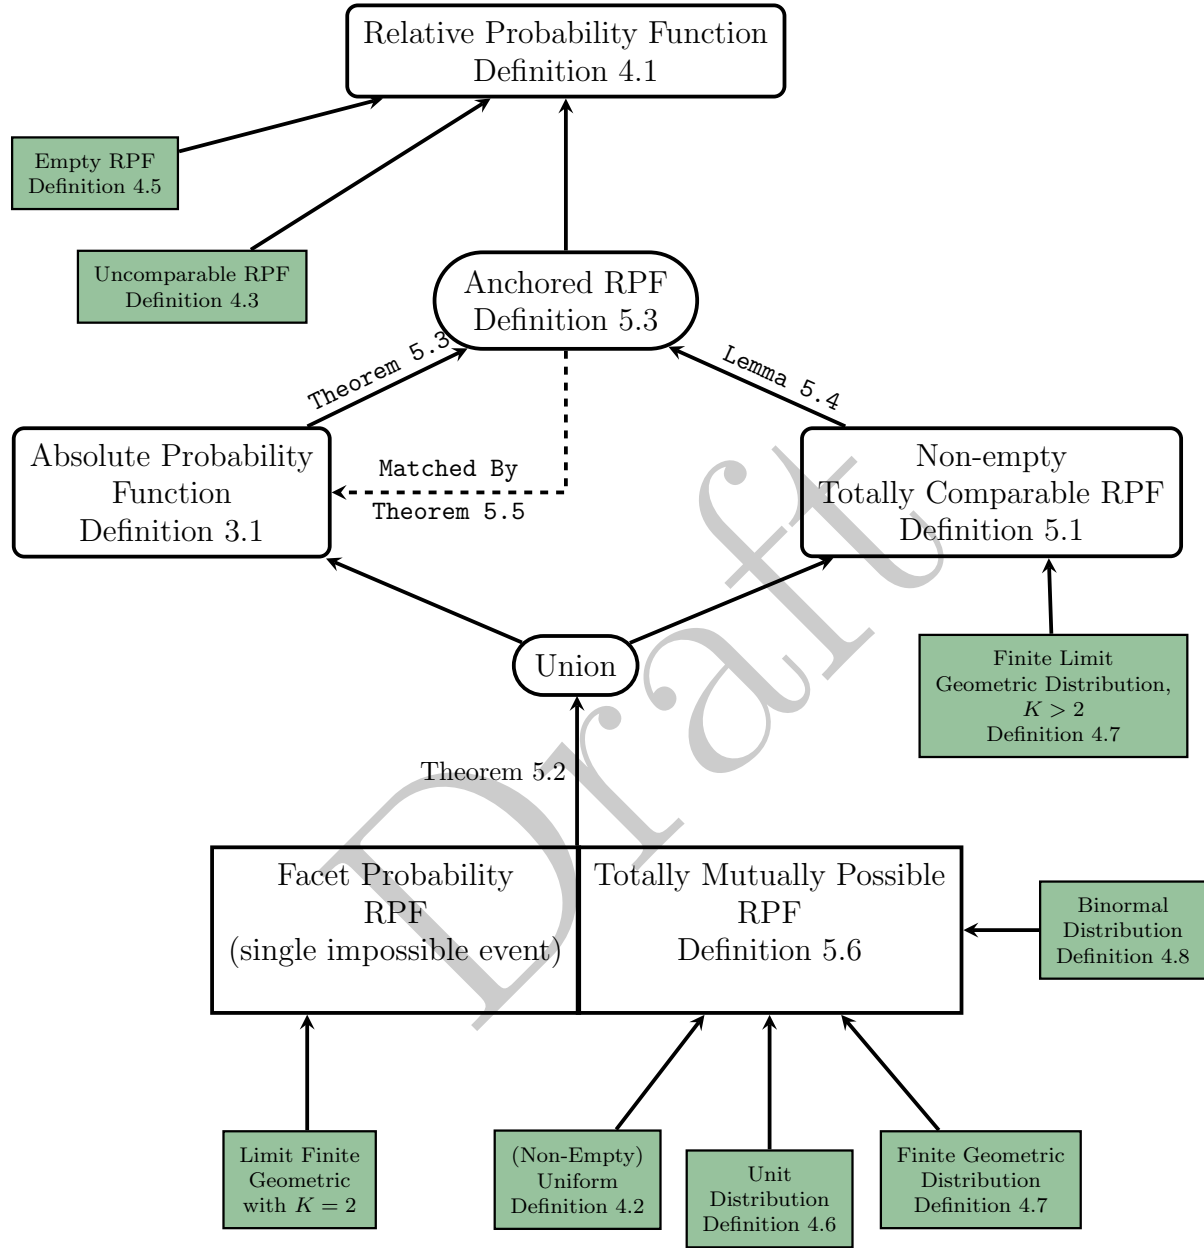 Relative Probability Function
Definition 4.1
Empty RPF
Definition 4.5
Uncomparable RPF
Definition 4.3
Anchored RPF
Definition 5.3
Theorem 5.3
Lemma 5.4
Absolute Probability
Function
Definition 3.1
Matched By
Theorem 5.5
Non-empty
Totally Comparable RPF
Definition 5.1
Union
Finite Limit
Geometric Distribution,
K > 2
Definition 4.7
Theorem 5.2
Facet Probability
RPF
(single impossible event)
Totally Mutually Possible
RPF
Definition 5.6
Binormal
Distribution
Definition 4.8
Limit Finite
Geometric
with K = 2
(Non-Empty)
Uniform
Definition 4.2
Unit
Distribution
Definition 4.6
Finite Geometric
Distribution
Definition 4.7
Draft